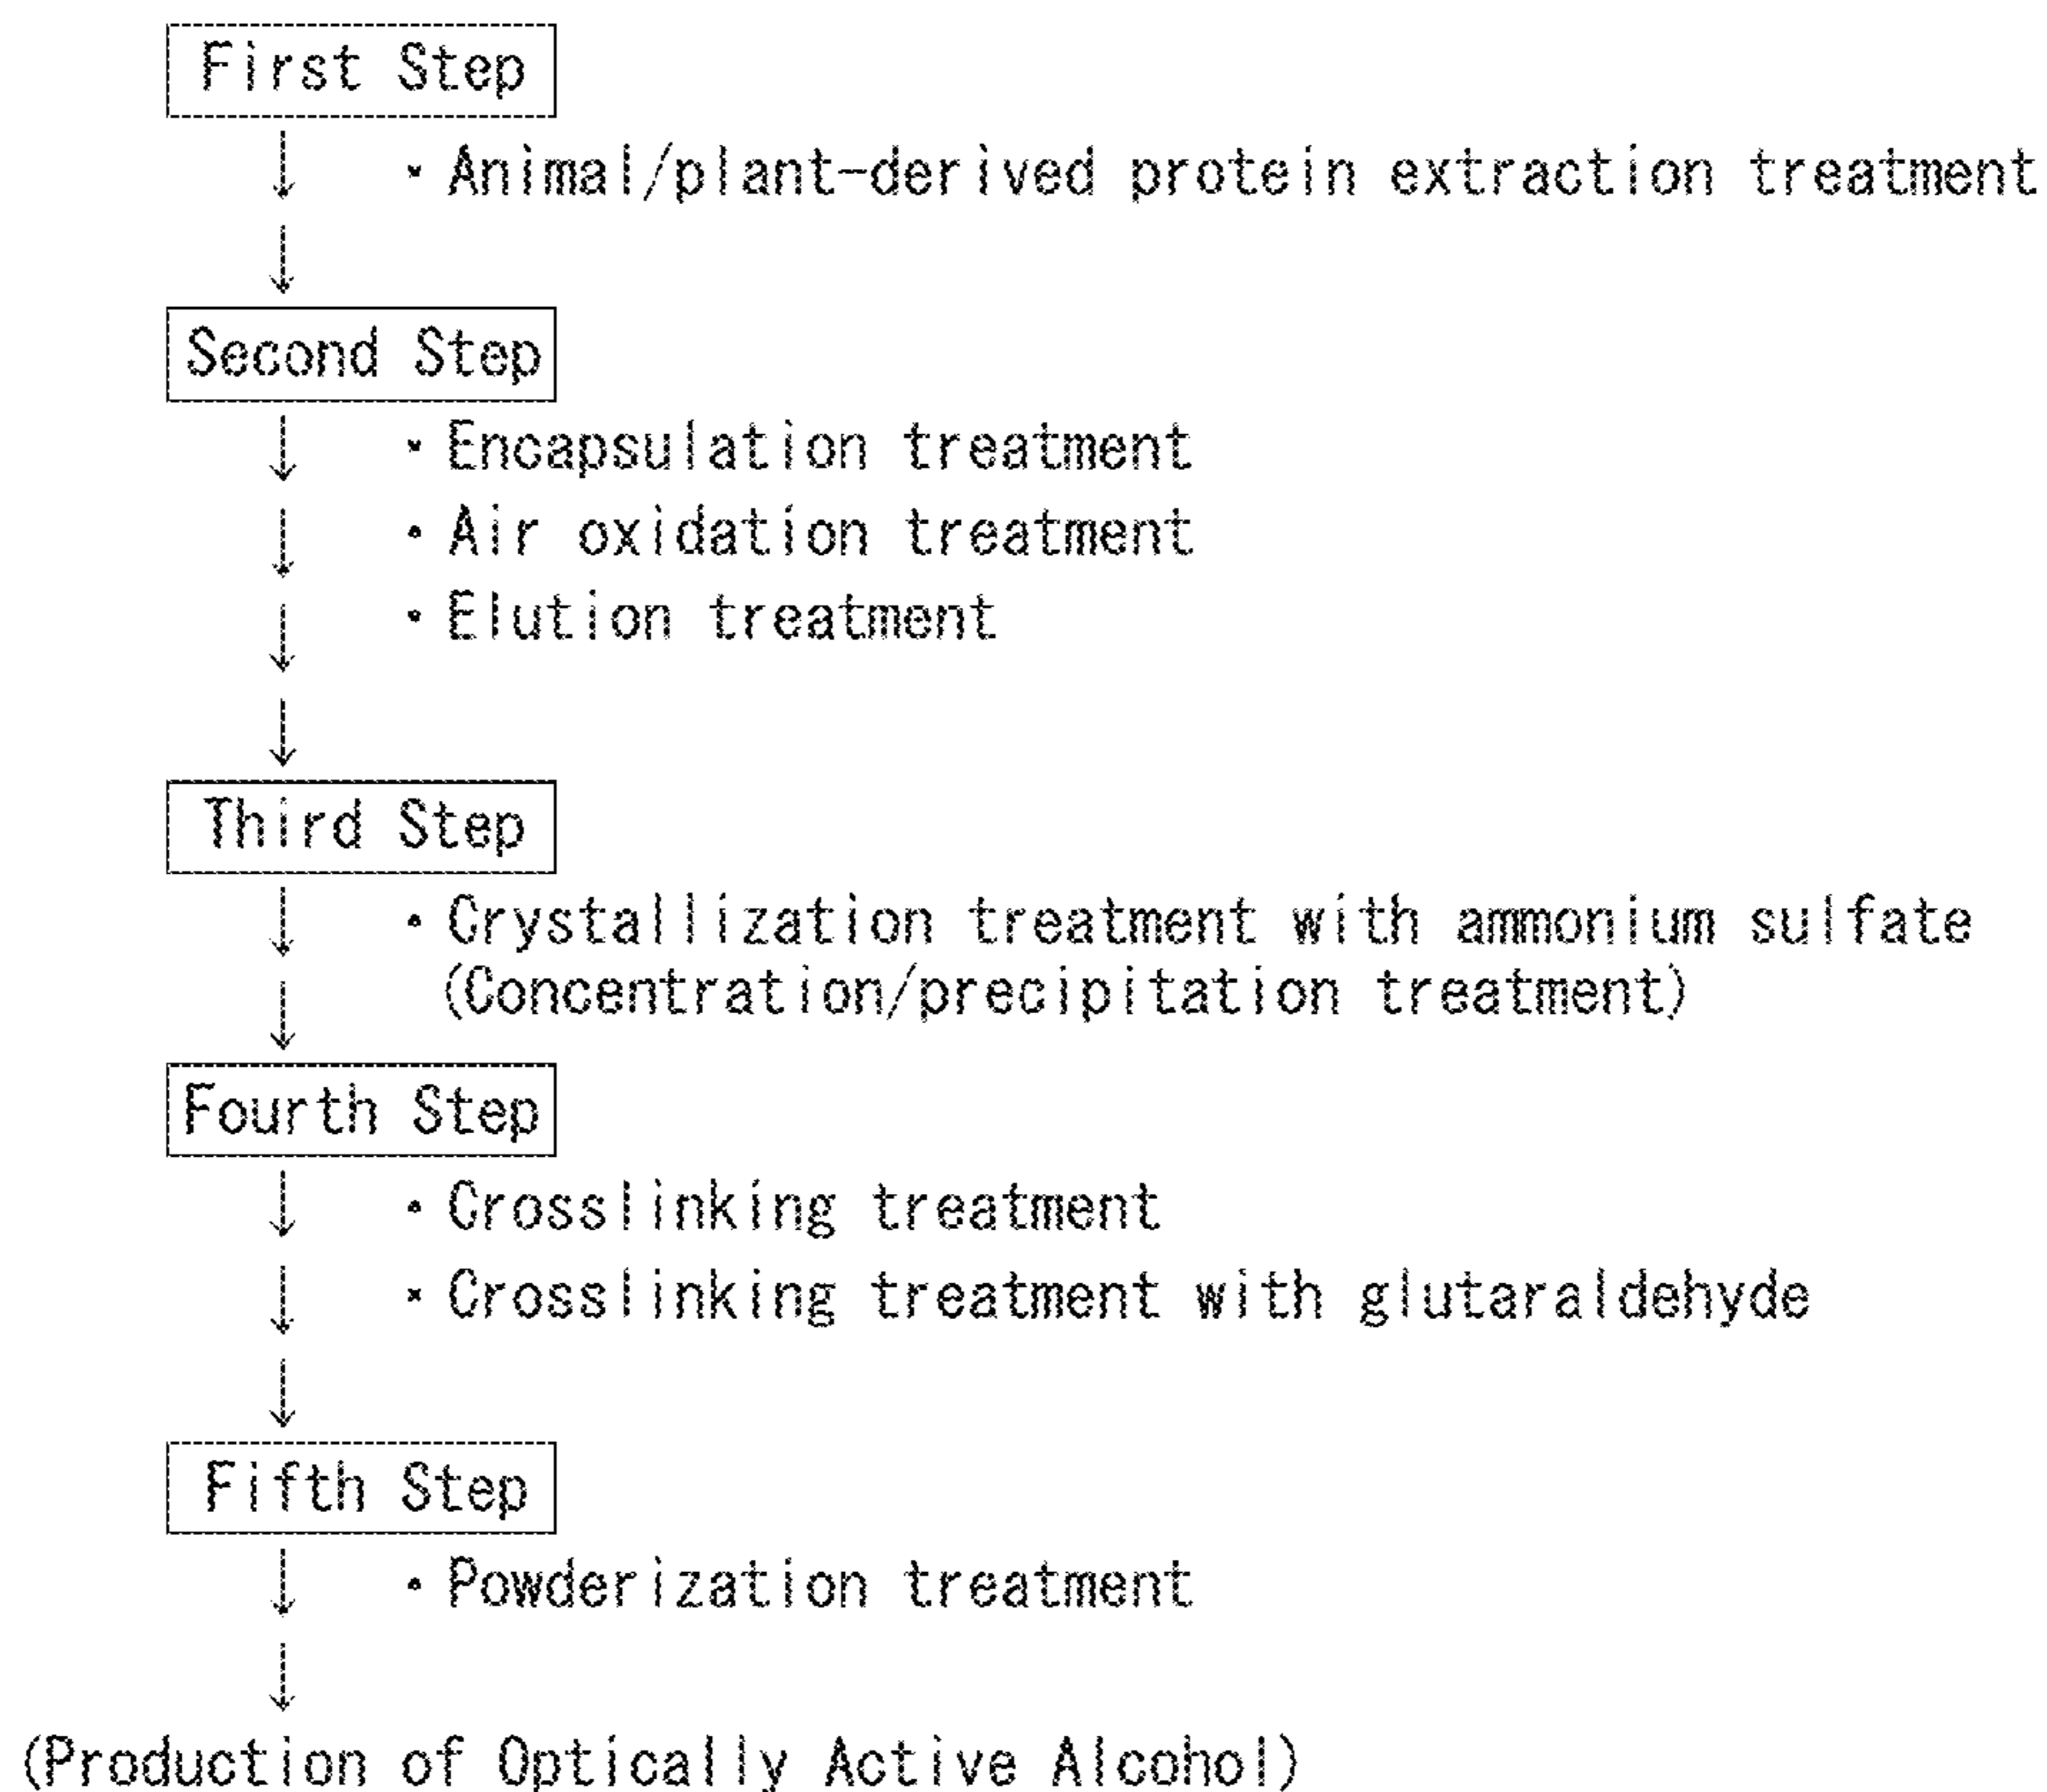 First Step
・Animal/plant-derived protein extraction treatment
Second Step
・Encapsulation treatment
・Air oxidation treatment
・Elution treatment
Third Step
・Crystallization treatment with ammonium sulfate
(Concentration/precipitation treatment)
Fourth Step
・Crosslinking treatment
・Crosslinking treatment with glutaraldehyde
Fifth Step
・Powderization treatment
(Production of Optically Active Alcohol)